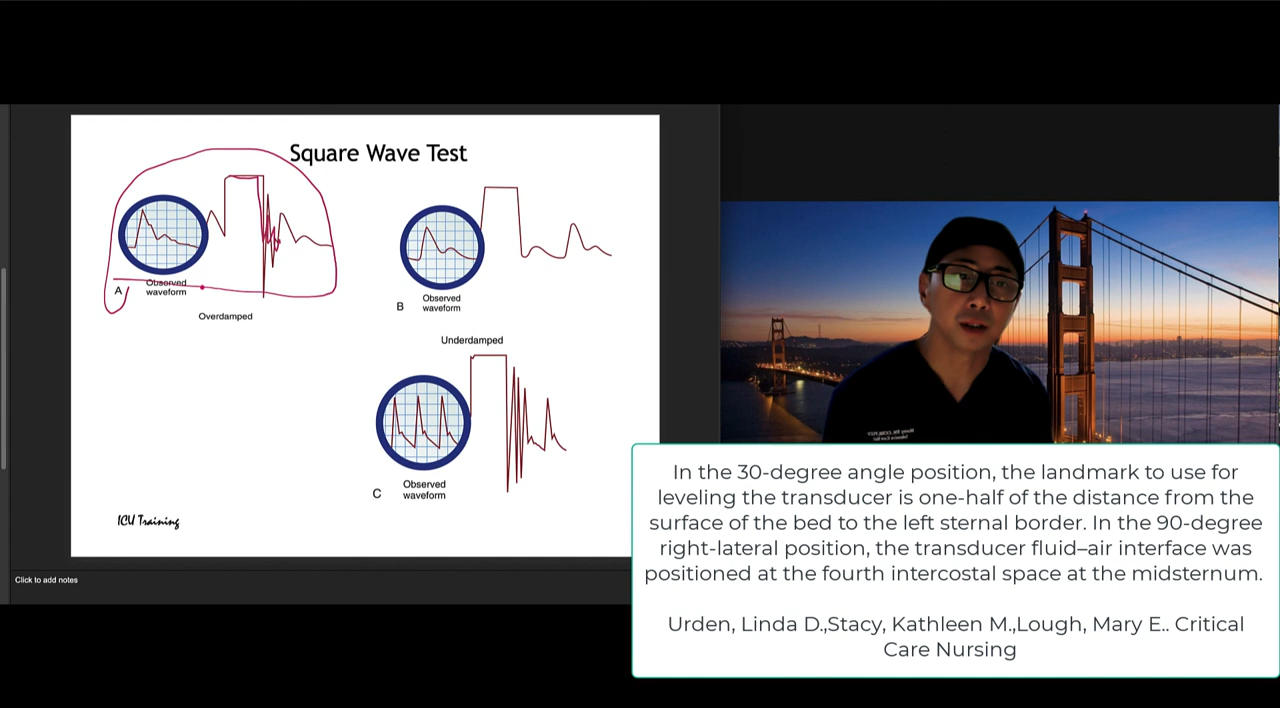 Square Wave Test
A
Observed
waveform
Overdamped
B
Observed
waveform
Underdamped
C
Observed
waveform
ICU Training
Click to add notes
In the 30-degree angle position, the landmark to use for
leveling the transducer is one-half of the distance from the
surface of the bed to the left sternal border. In the 90-degree
right-lateral position, the transducer fluid–air interface was
positioned at the fourth intercostal space at the midsternum.
Urden, Linda D.,Stacy, Kathleen M.,Lough, Mary E.. Critical
Care Nursing